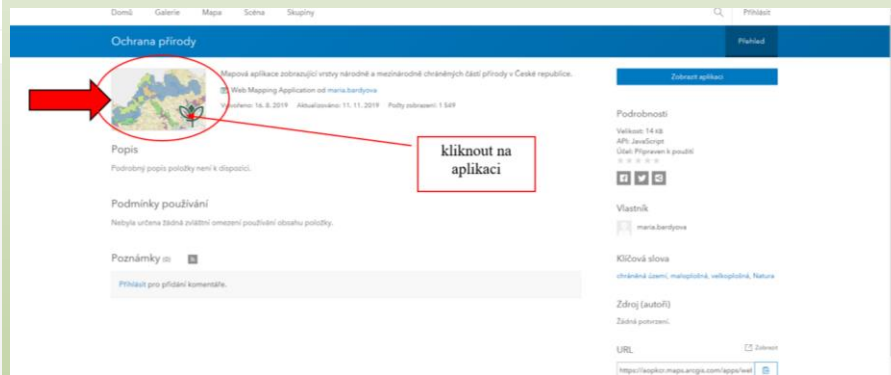 Domů Galerie Mapa Scéna Skupiny Přihlásit
Ochrana přírody Přehled
Mapová aplikace zobrazující vrstvy národně a mezinárodně chráněných částí přírody v České republice.
Web Mapping Application od maria.bardyova
Vytvořeno: 16. 8. 2019 Aktualizováno: 11. 11. 2019 Počty zobrazení: 1 549
kliknout na
aplikaci
Popis
Podrobný popis položky není k dispozici.
Podmínky používání
Nebyla určena žádná zvláštní omezení používání obsahu položky.
Poznámky (0)
Přihlásit pro přidání komentáře.
Zobrazit aplikaci
Podrobnosti
Velikost: 14 KB
API: JavaScript
Účel: Připraven k použití
Vlastník
maria.bardyova
Klíčová slova
chráněná území, maloplošná, velkoplošná, Natura
Zdroj (autoři)
Žádná potvrzení.
URL Zobrazit
https://aopkcr.maps.arcgis.com/apps/wel